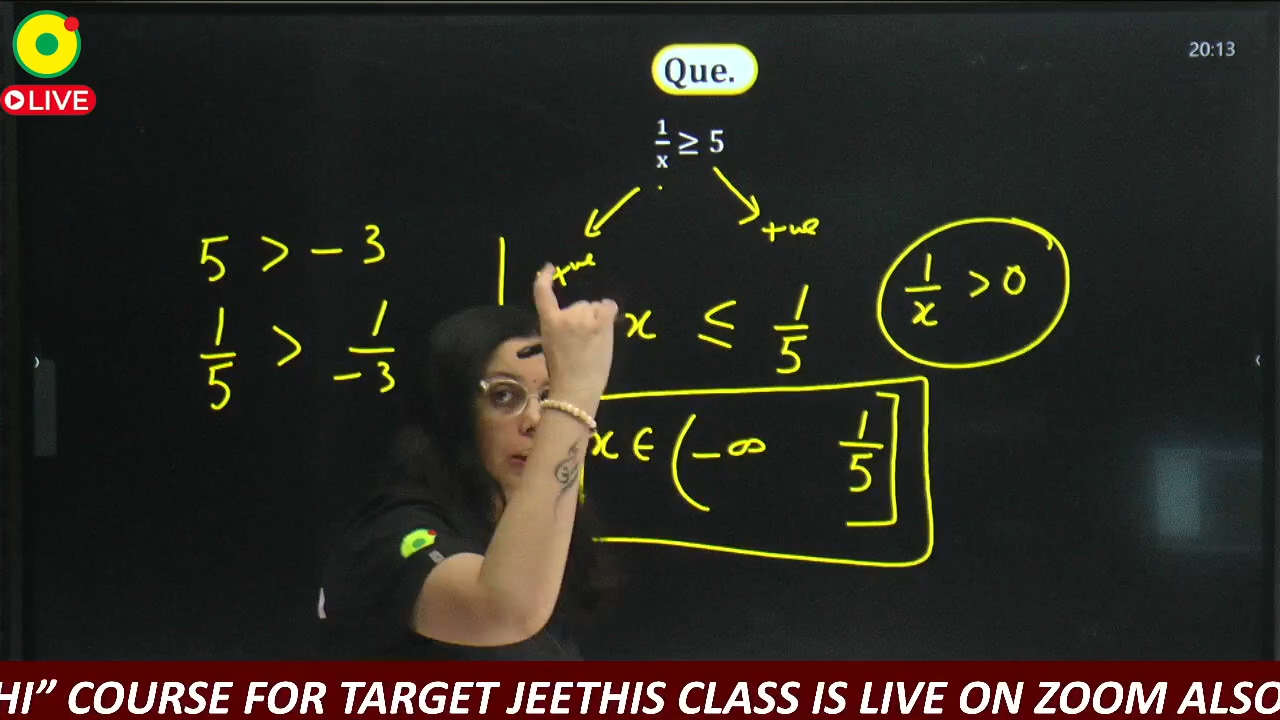 LIVE
Que.
20:13
1/x ≥ 5
+ve
+ve
5 > -3
1/5 > 1/-3
x ≤ 1/5
1/x > 0
x ∈ (-∞ 1/5]
HI” COURSE FOR TARGET JEETHIS CLASS IS LIVE ON ZOOM ALSO